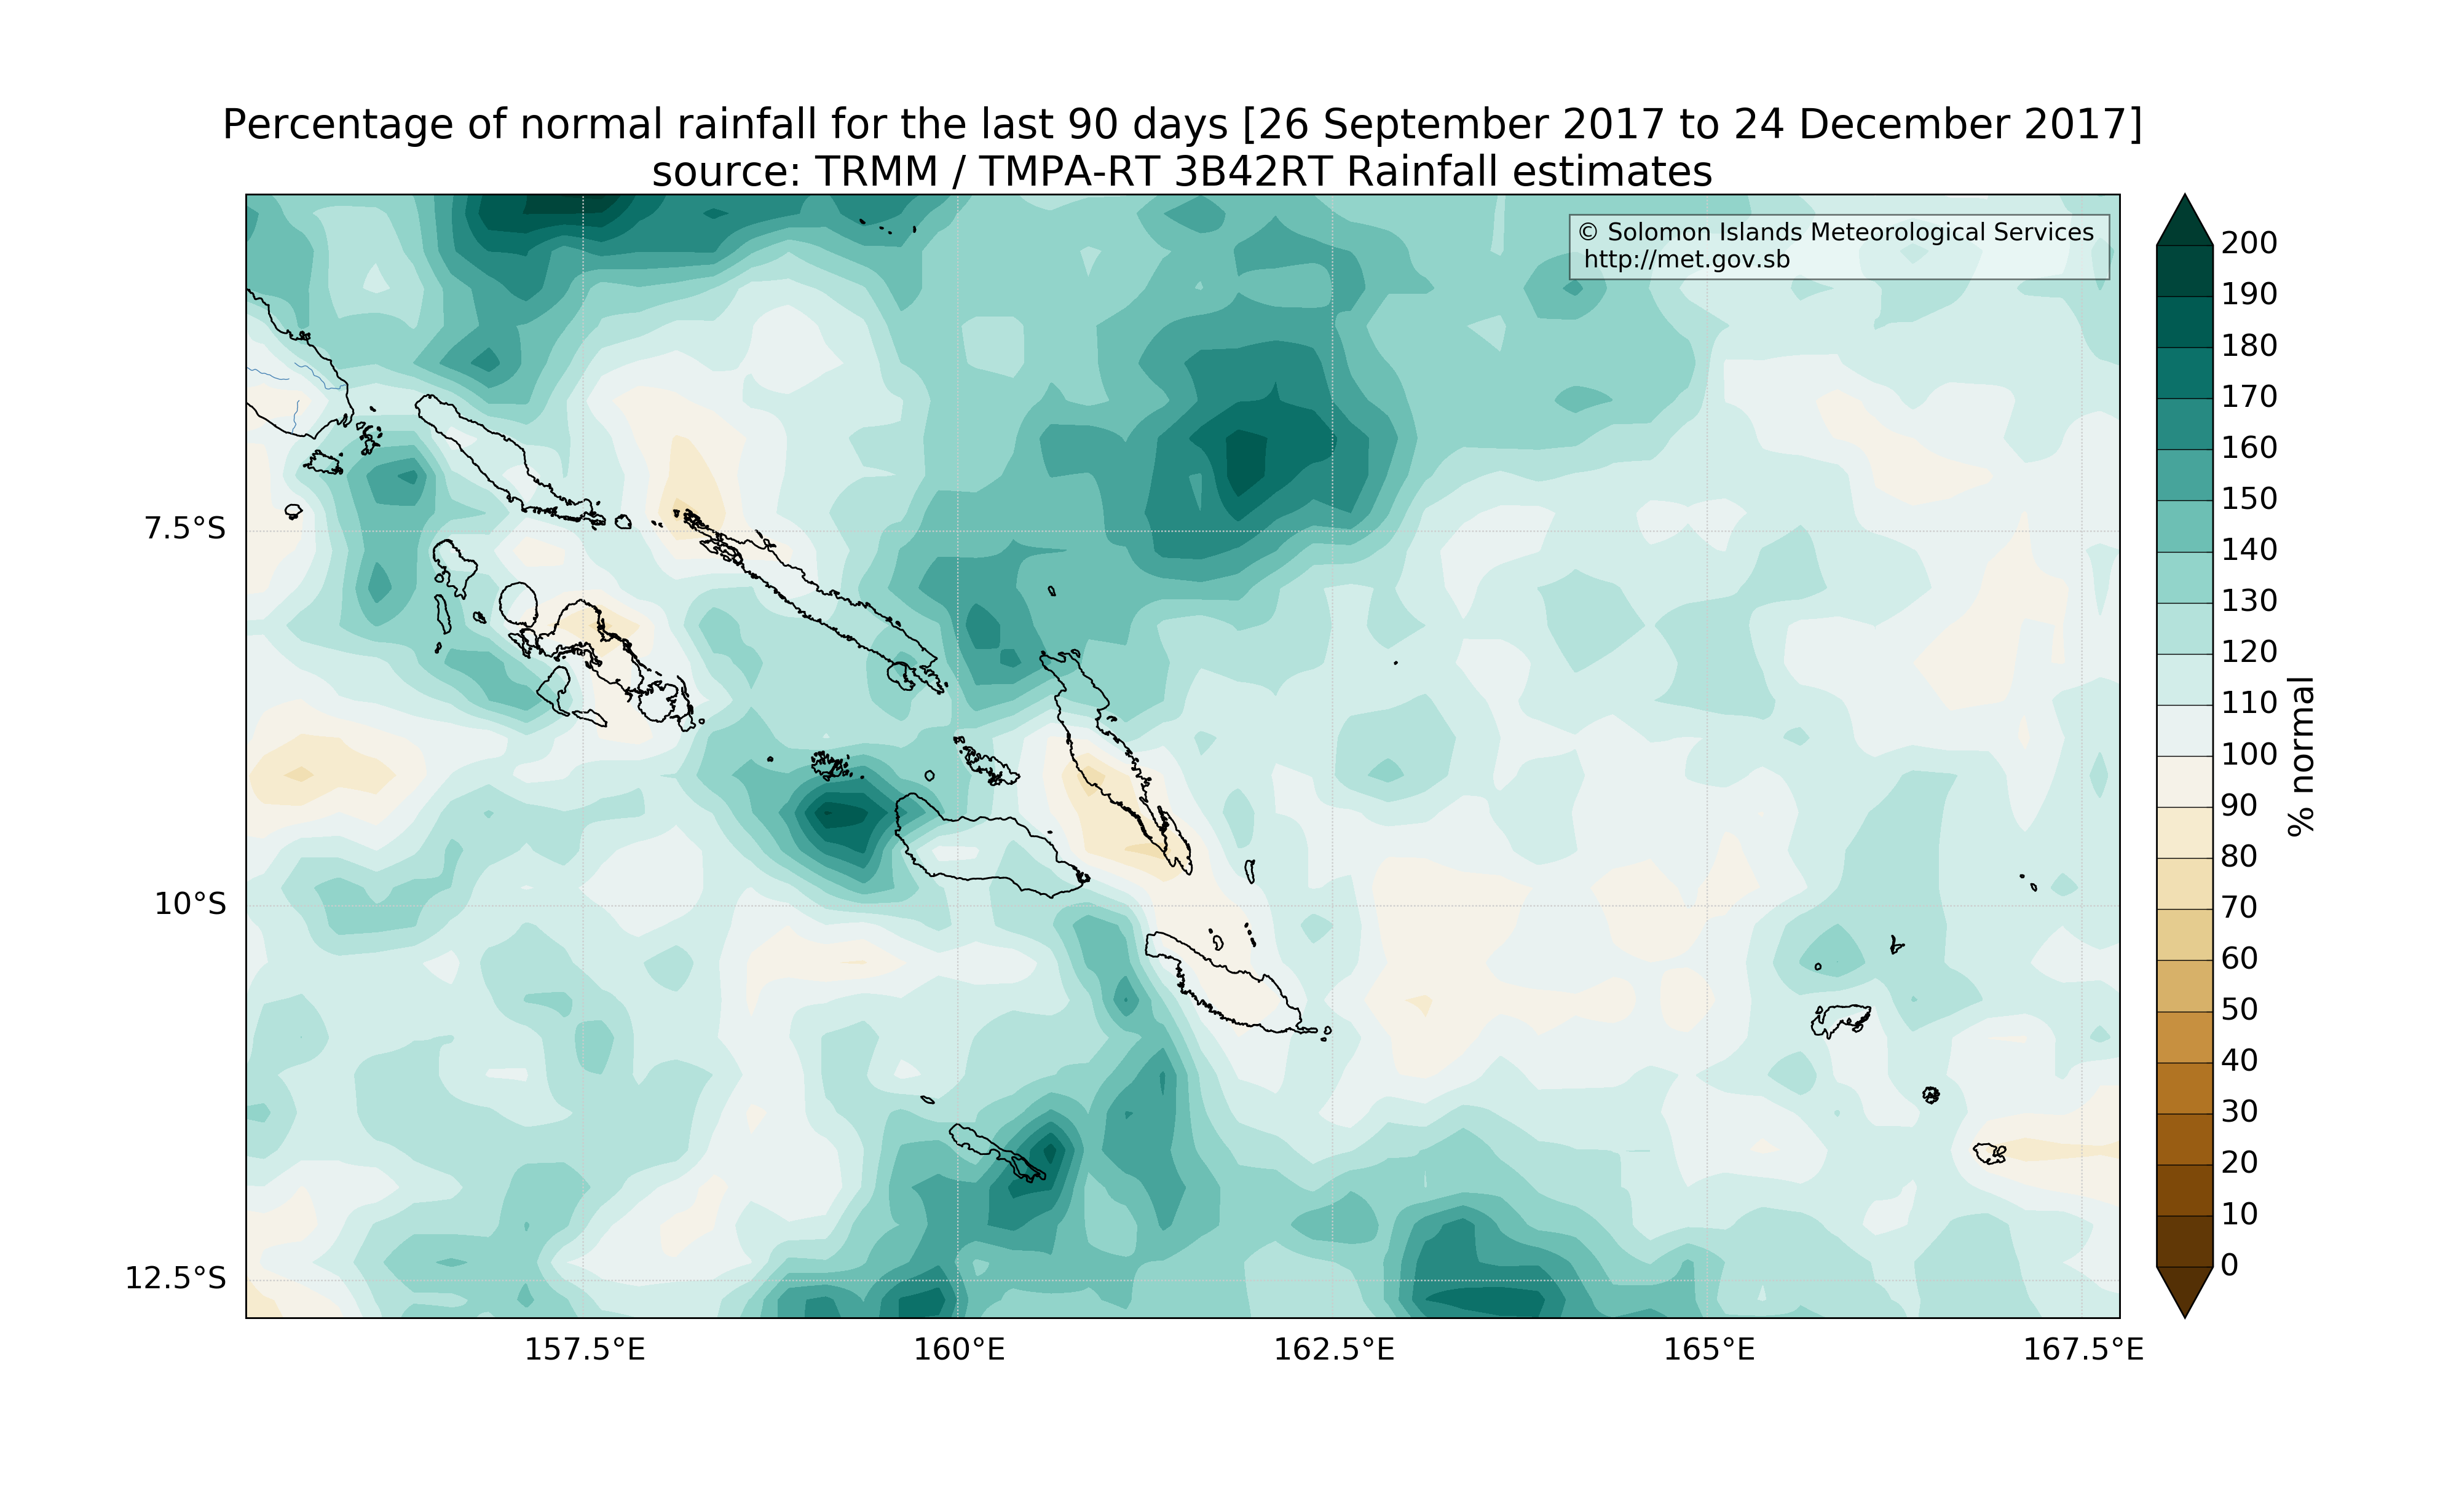 Percentage of normal rainfall for the last 90 days [26 September 2017 to 24 December 2017]
source: TRMM / TMPA-RT 3B42RT Rainfall estimates
© Solomon Islands Meteorological Services
http://met.gov.sb
7.5°S
10°S
12.5°S
157.5°E
160°E
162.5°E
165°E
167.5°E
200
190
180
170
160
150
140
130
120
110
100
90
80
70
60
50
40
30
20
10
0
% normal